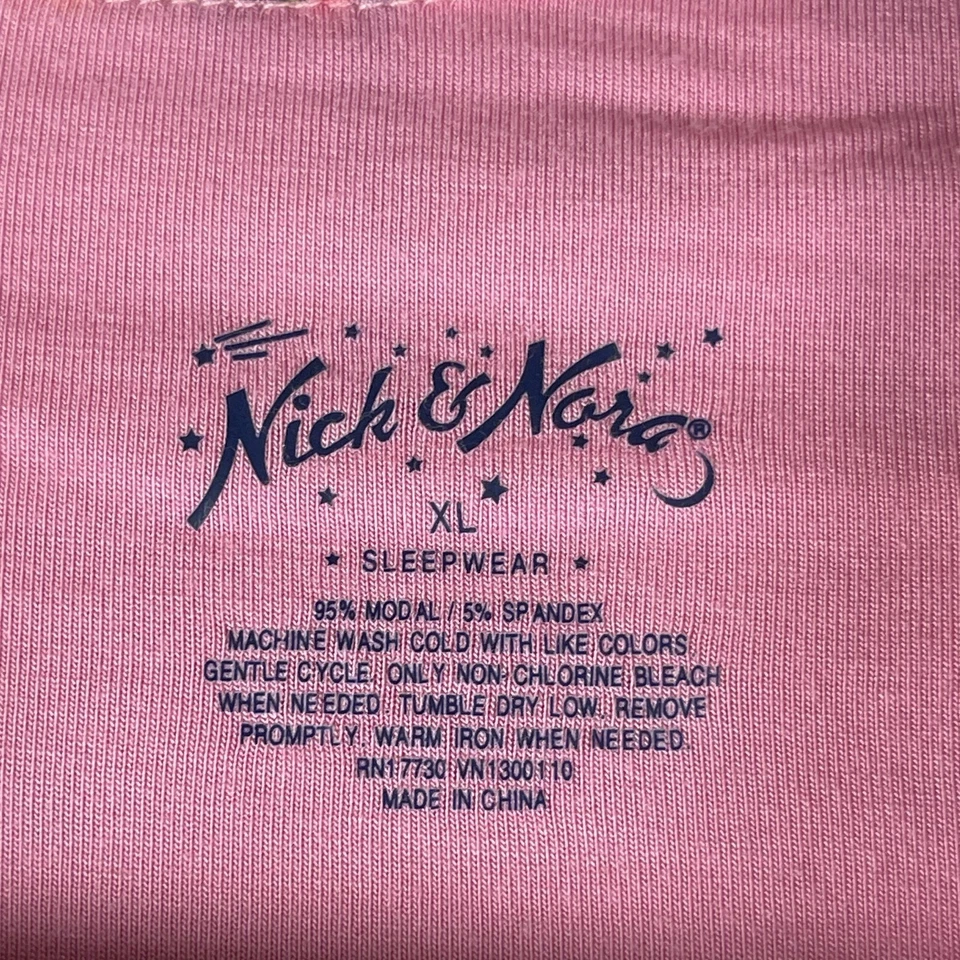 Nick & Nora®
XL
★ SLEEPWEAR ★
95% MODAL / 5% SPANDEX
MACHINE WASH COLD WITH LIKE COLORS
GENTLE CYCLE. ONLY NON-CHLORINE BLEACH
WHEN NEEDED. TUMBLE DRY LOW. REMOVE
PROMPTLY. WARM IRON WHEN NEEDED.
RN17730 VN1300110
MADE IN CHINA